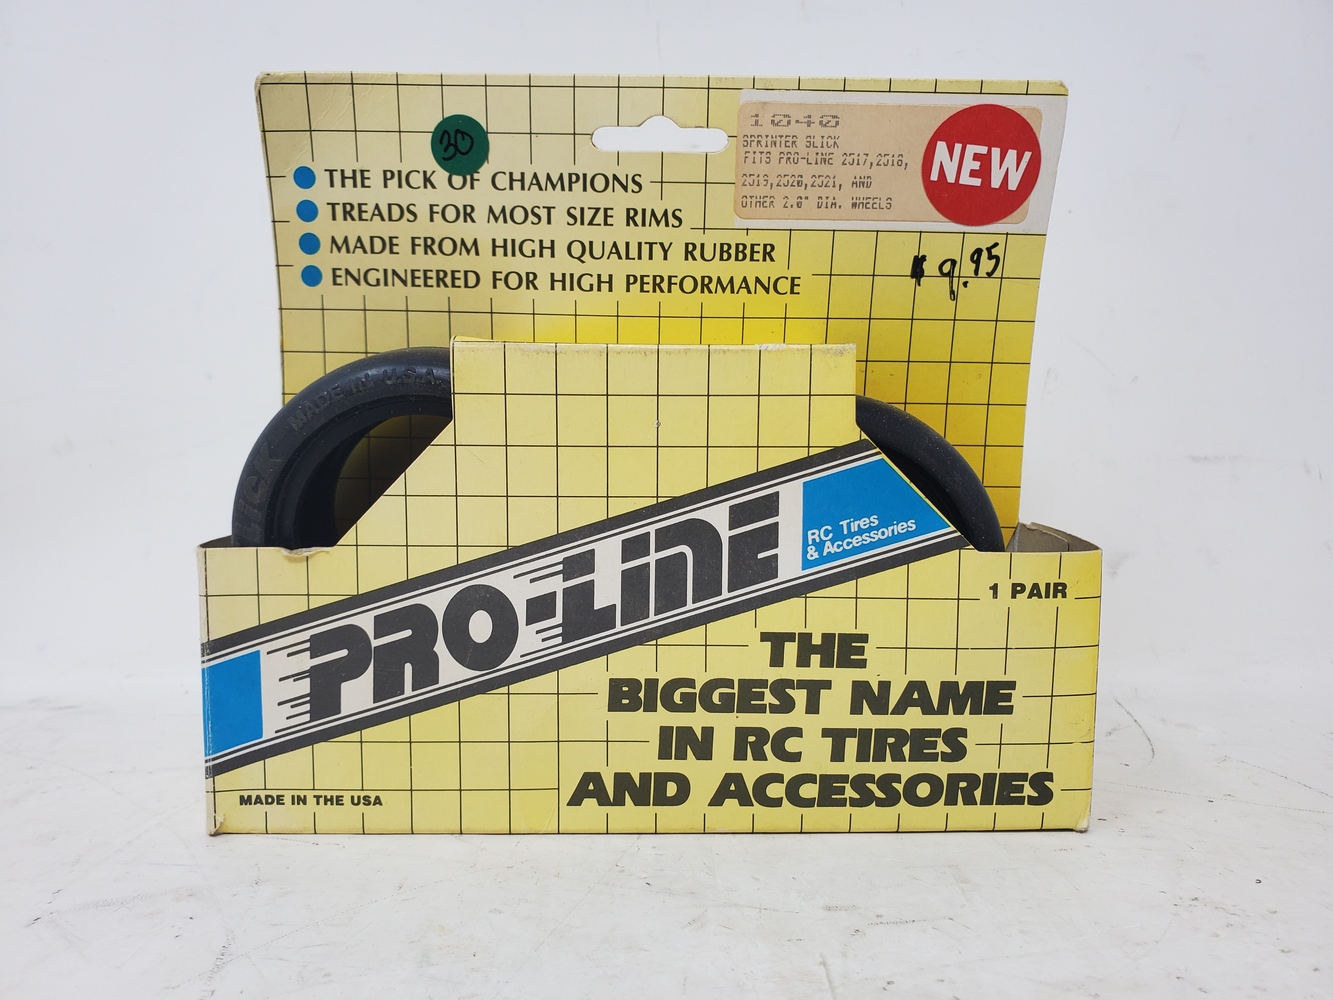 30
1040
SPRINTER SLICK
FITS PRO-LINE 2517,2518,
2519,2520,2521, AND
OTHER 2.0" DIA. WHEELS
NEW
THE PICK OF CHAMPIONS
TREADS FOR MOST SIZE RIMS
MADE FROM HIGH QUALITY RUBBER
ENGINEERED FOR HIGH PERFORMANCE
$ 9.95
MADE IN U.S.A.
PRO-LINE
RC Tires
& Accessories
1 PAIR
THE
BIGGEST NAME
IN RC TIRES
AND ACCESSORIES
MADE IN THE USA